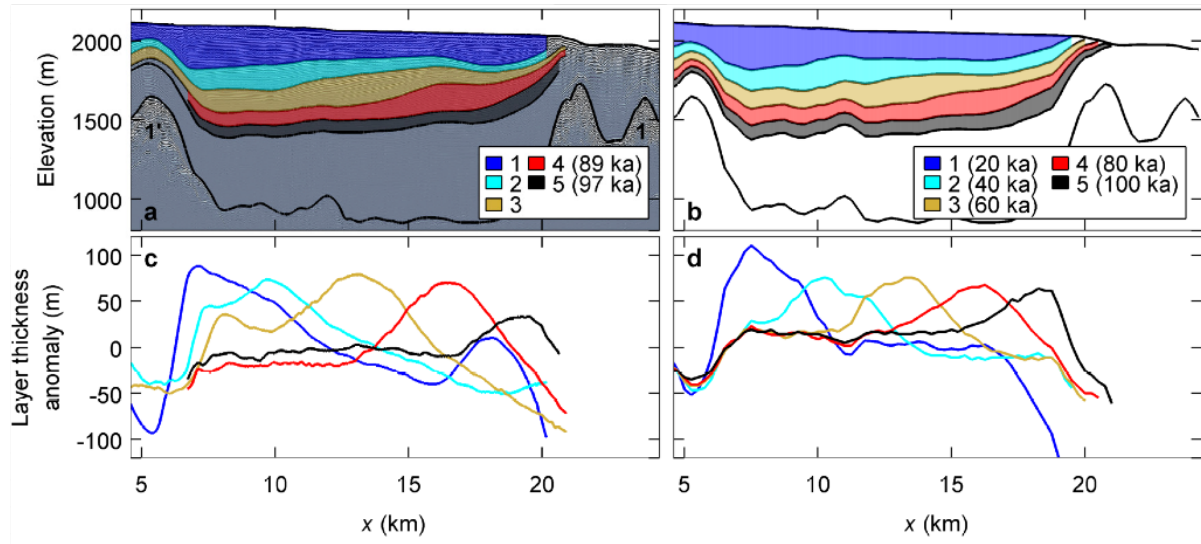 2000
1500
1000
Elevation (m)
1'
1
a
1
2
3
4 (89 ka)
5 (97 ka)
b
1 (20 ka)
2 (40 ka)
3 (60 ka)
4 (80 ka)
5 (100 ka)
100
50
0
-50
-100
Layer thickness
anomaly (m)
c
d
5
10
15
20
5
10
15
20
x (km)
x (km)